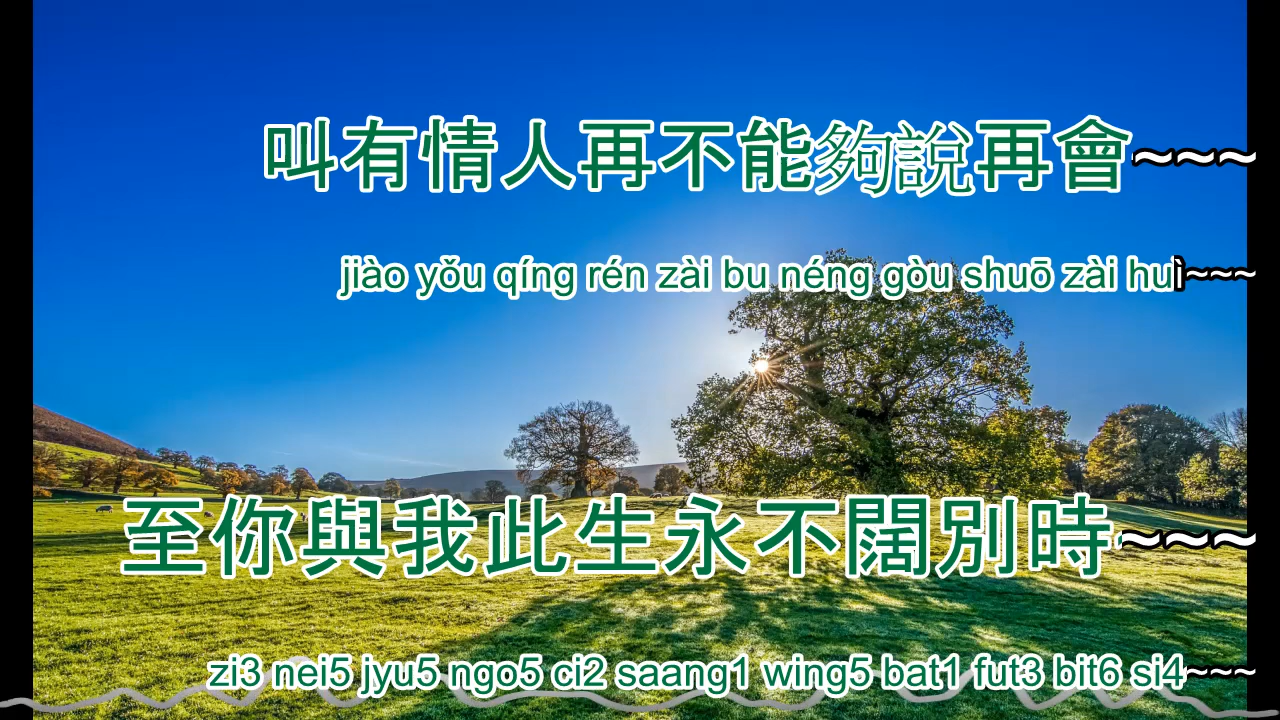 叫有情人再不能夠說再會~~~
jiào yǒu qíng rén zài bu néng gòu shuō zài huì~~~
至你與我此生永不闊別時~~~
zi3 nei5 jyu5 ngo5 ci2 saang1 wing5 bat1 fut3 bit6 si4~~~